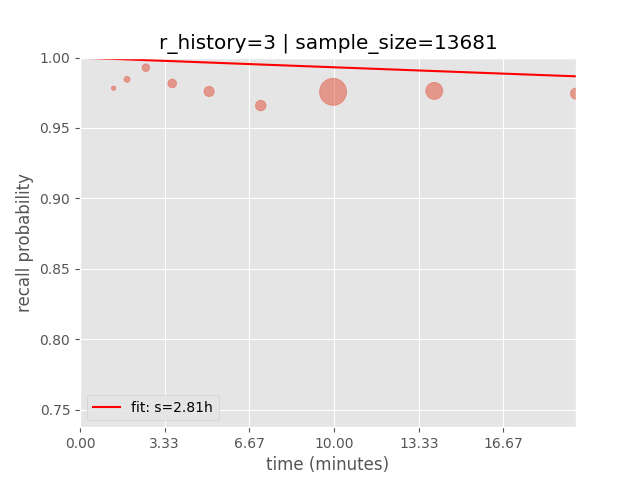 r_history=3 | sample_size=13681
1.00
0.95
0.90
0.85
0.80
0.75
recall probability
fit: s=2.81h
0.00 3.33 6.67 10.00 13.33 16.67
time (minutes)